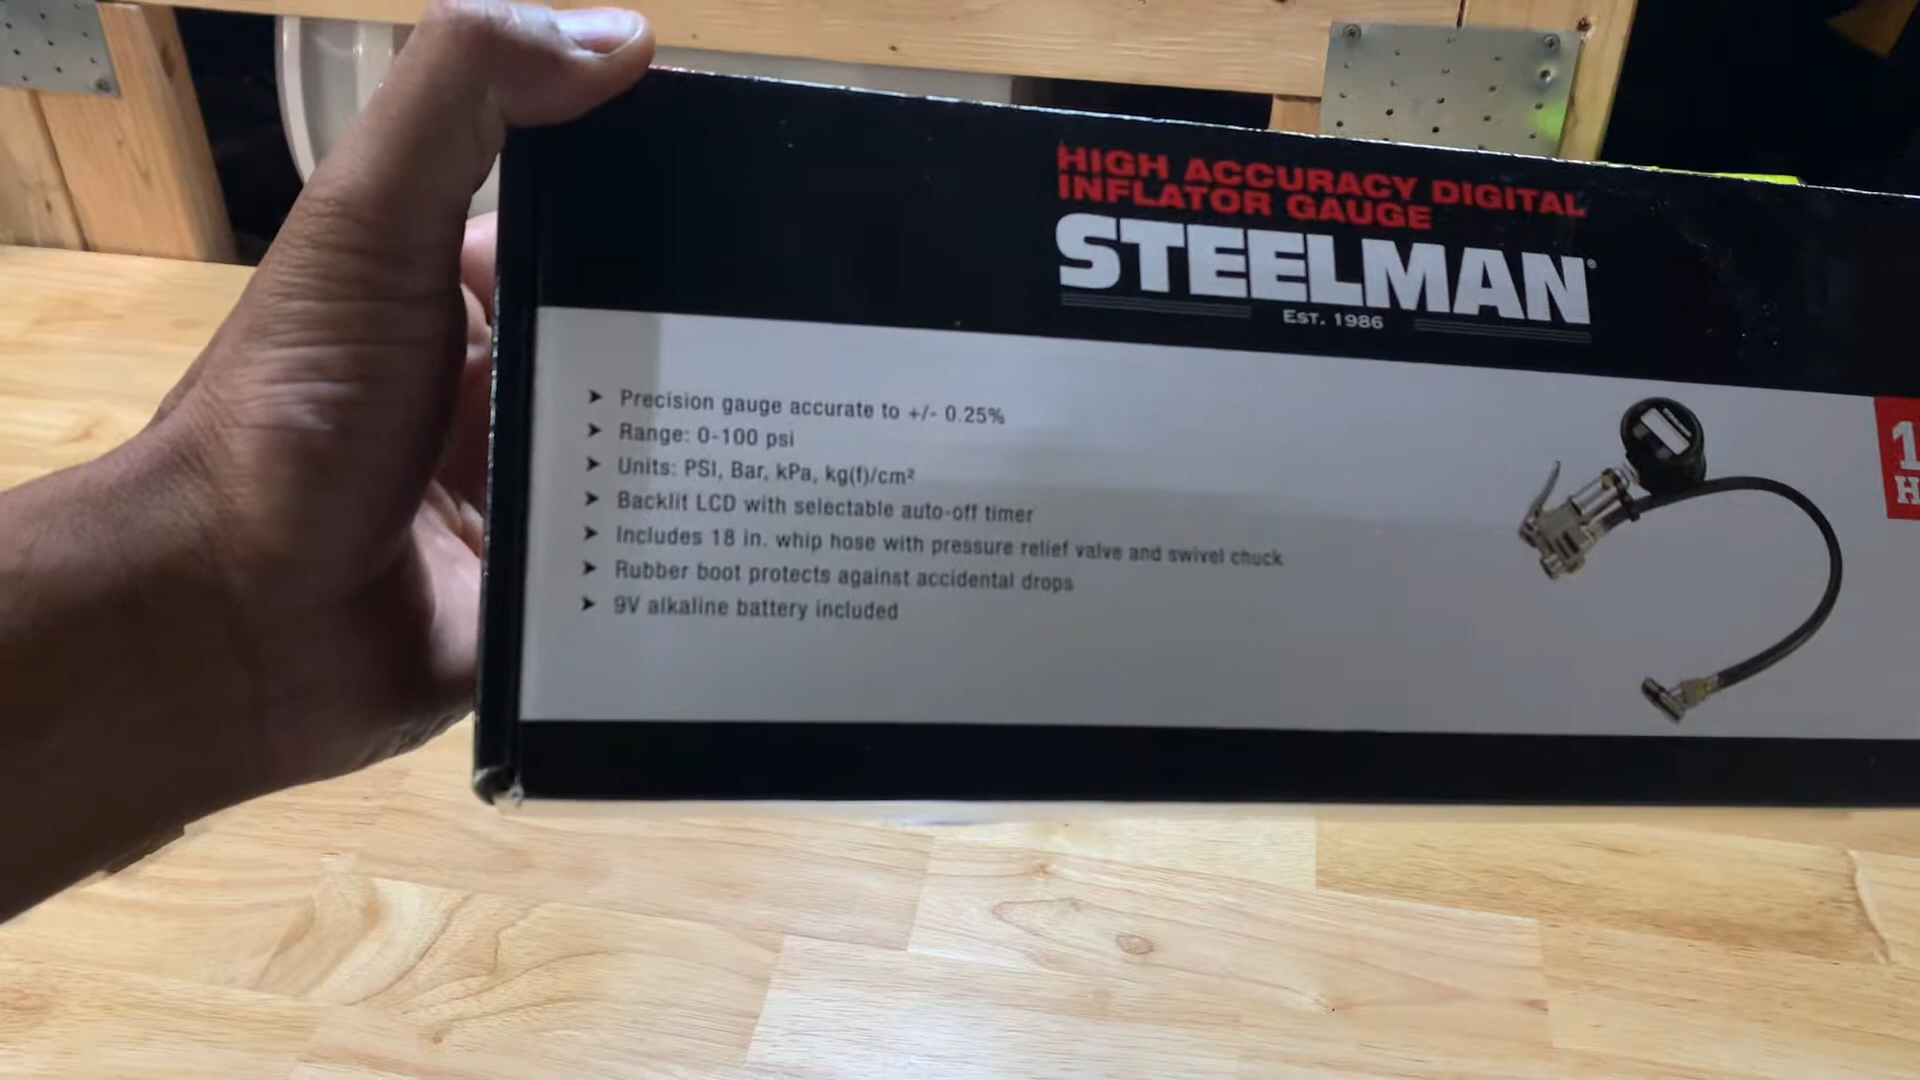 HIGH ACCURACY DIGITAL
INFLATOR GAUGE
STEELMAN®
EST. 1986
➤ Precision gauge accurate to +/- 0.25%
➤ Range: 0-100 psi
➤ Units: PSI, Bar, kPa, kg(f)/cm²
➤ Backlit LCD with selectable auto-off timer
➤ Includes 18 in. whip hose with pressure relief valve and swivel chuck
➤ Rubber boot protects against accidental drops
➤ 9V alkaline battery included